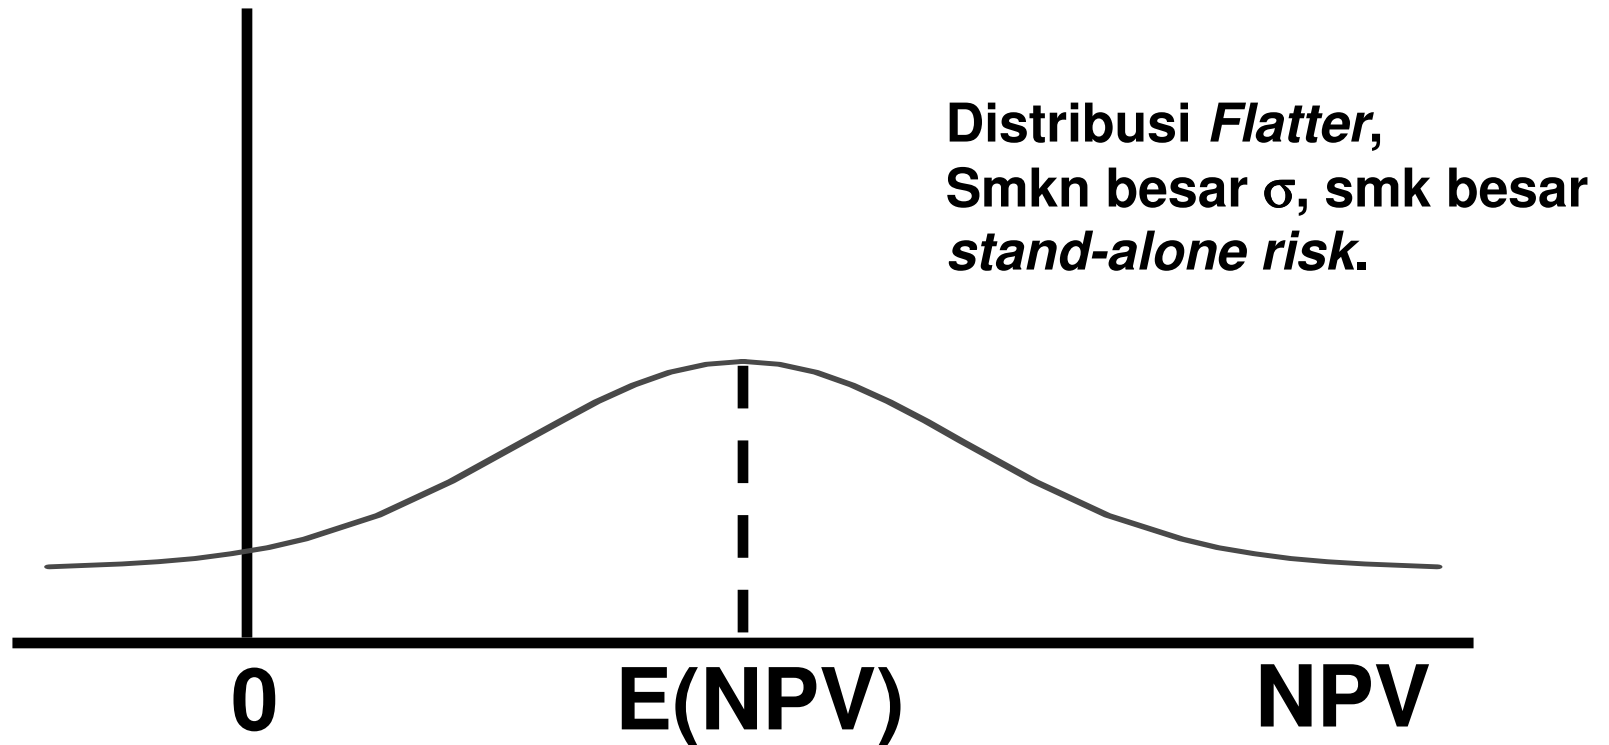 Distribusi Flatter,
Smkn besar σ, smk besar
stand-alone risk.
0 E(NPV) NPV